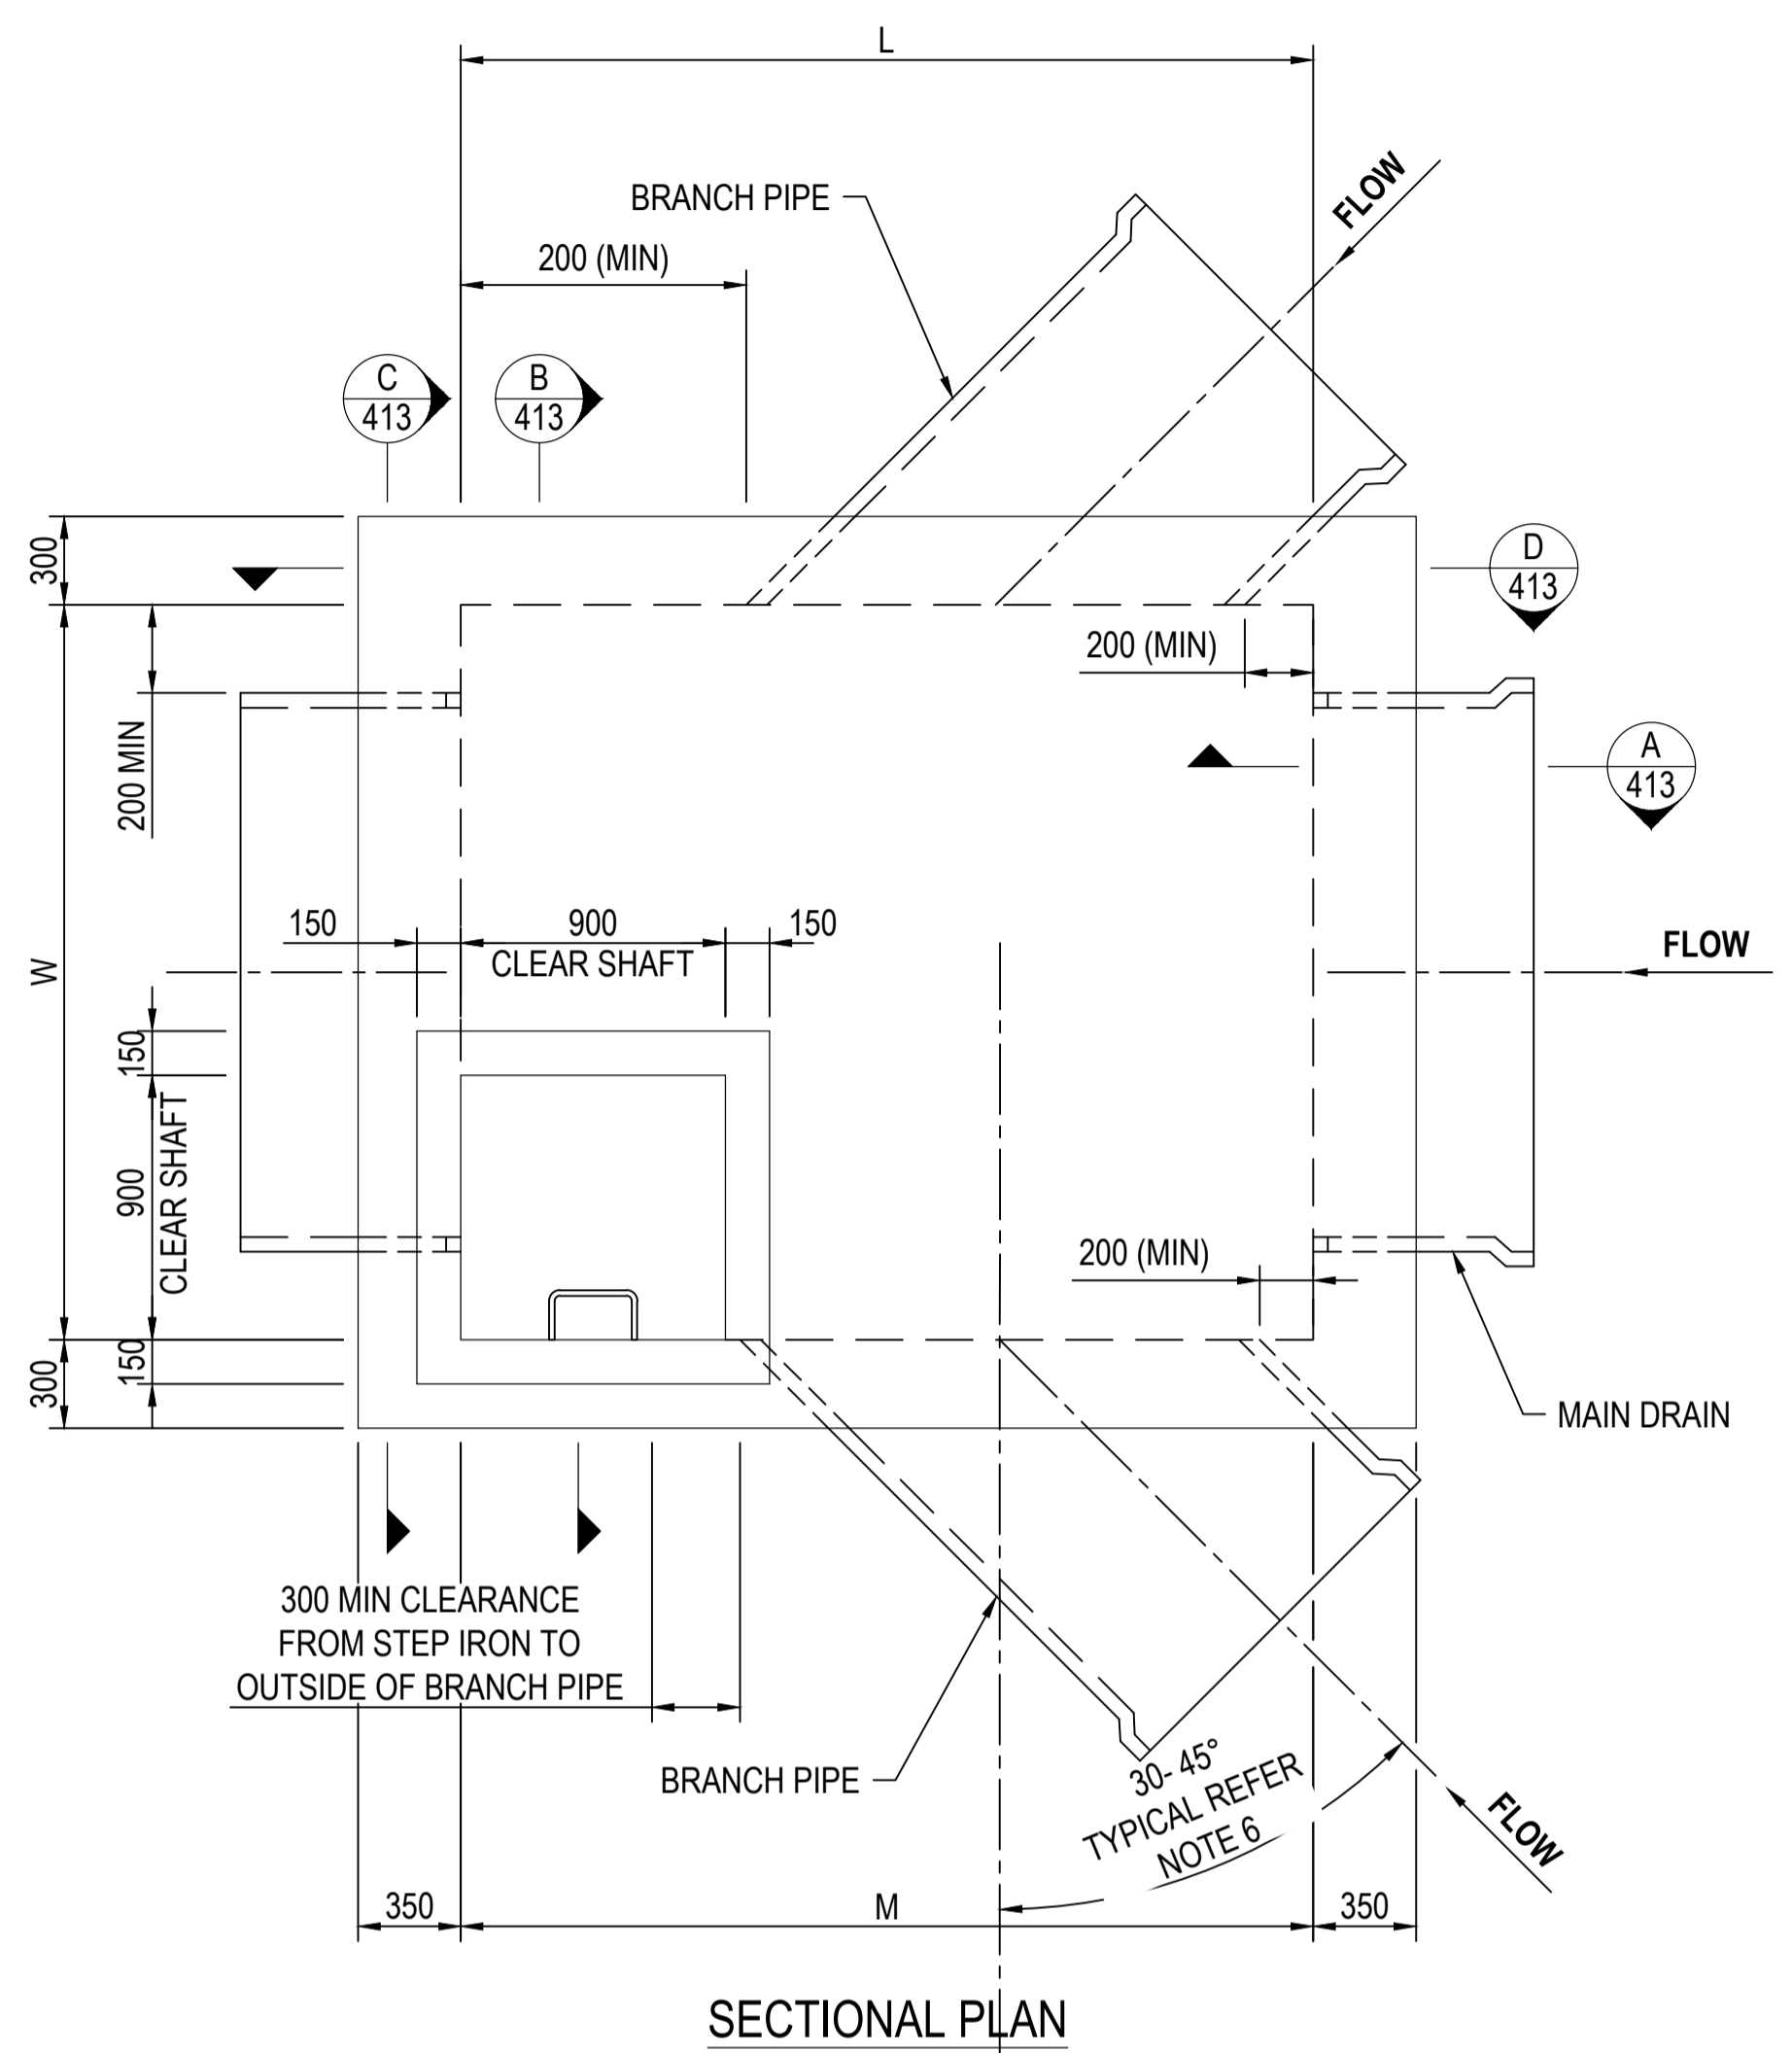 L
BRANCH PIPE
FLOW
200 (MIN)
C
413
B
413
300
D
413
200 (MIN)
200 MIN
A
413
150
900
150
CLEAR SHAFT
FLOW
W
150
900
CLEAR SHAFT
200 (MIN)
150
300
MAIN DRAIN
300 MIN CLEARANCE
FROM STEP IRON TO
OUTSIDE OF BRANCH PIPE
BRANCH PIPE
30- 45°
TYPICAL REFER
NOTE 6
FLOW
350
M
350
SECTIONAL PLAN